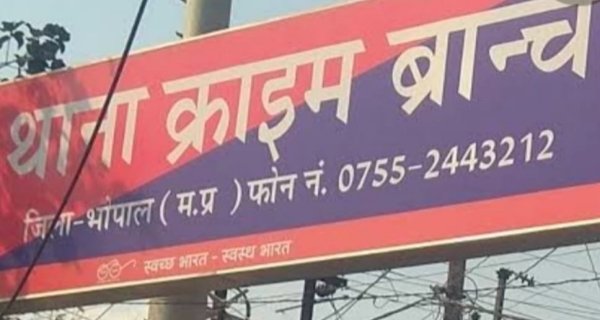 थाना क्राइम ब्रान्च
जिला-भोपाल ( म.प्र ) फोन नं. 0755-2443212
स्वच्छ भारत - स्वस्थ भारत